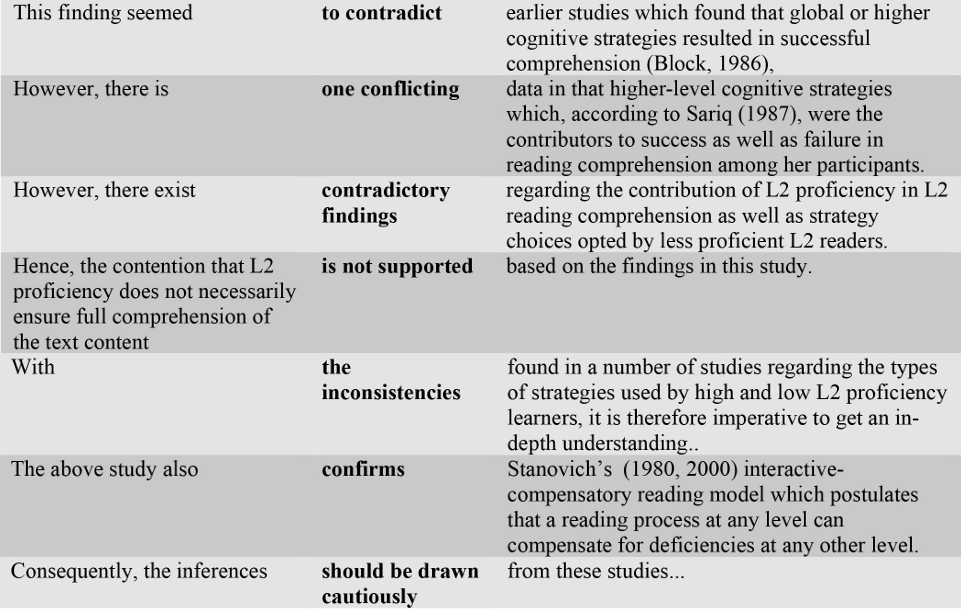 This finding seemed to contradict earlier studies which found that global or higher
cognitive strategies resulted in successful
comprehension (Block, 1986),
However, there is one conflicting data in that higher-level cognitive strategies
which, according to Sariq (1987), were the
contributors to success as well as failure in
reading comprehension among her participants.
However, there exist contradictory regarding the contribution of L2 proficiency in L2
findings reading comprehension as well as strategy
choices opted by less proficient L2 readers.
Hence, the contention that L2 is not supported based on the findings in this study.
proficiency does not necessarily
ensure full comprehension of
the text content
With the found in a number of studies regarding the types
inconsistencies of strategies used by high and low L2 proficiency
learners, it is therefore imperative to get an in-
depth understanding..
The above study also confirms Stanovich's (1980, 2000) interactive-
compensatory reading model which postulates
that a reading process at any level can
compensate for deficiencies at any other level.
Consequently, the inferences should be drawn from these studies...
cautiously